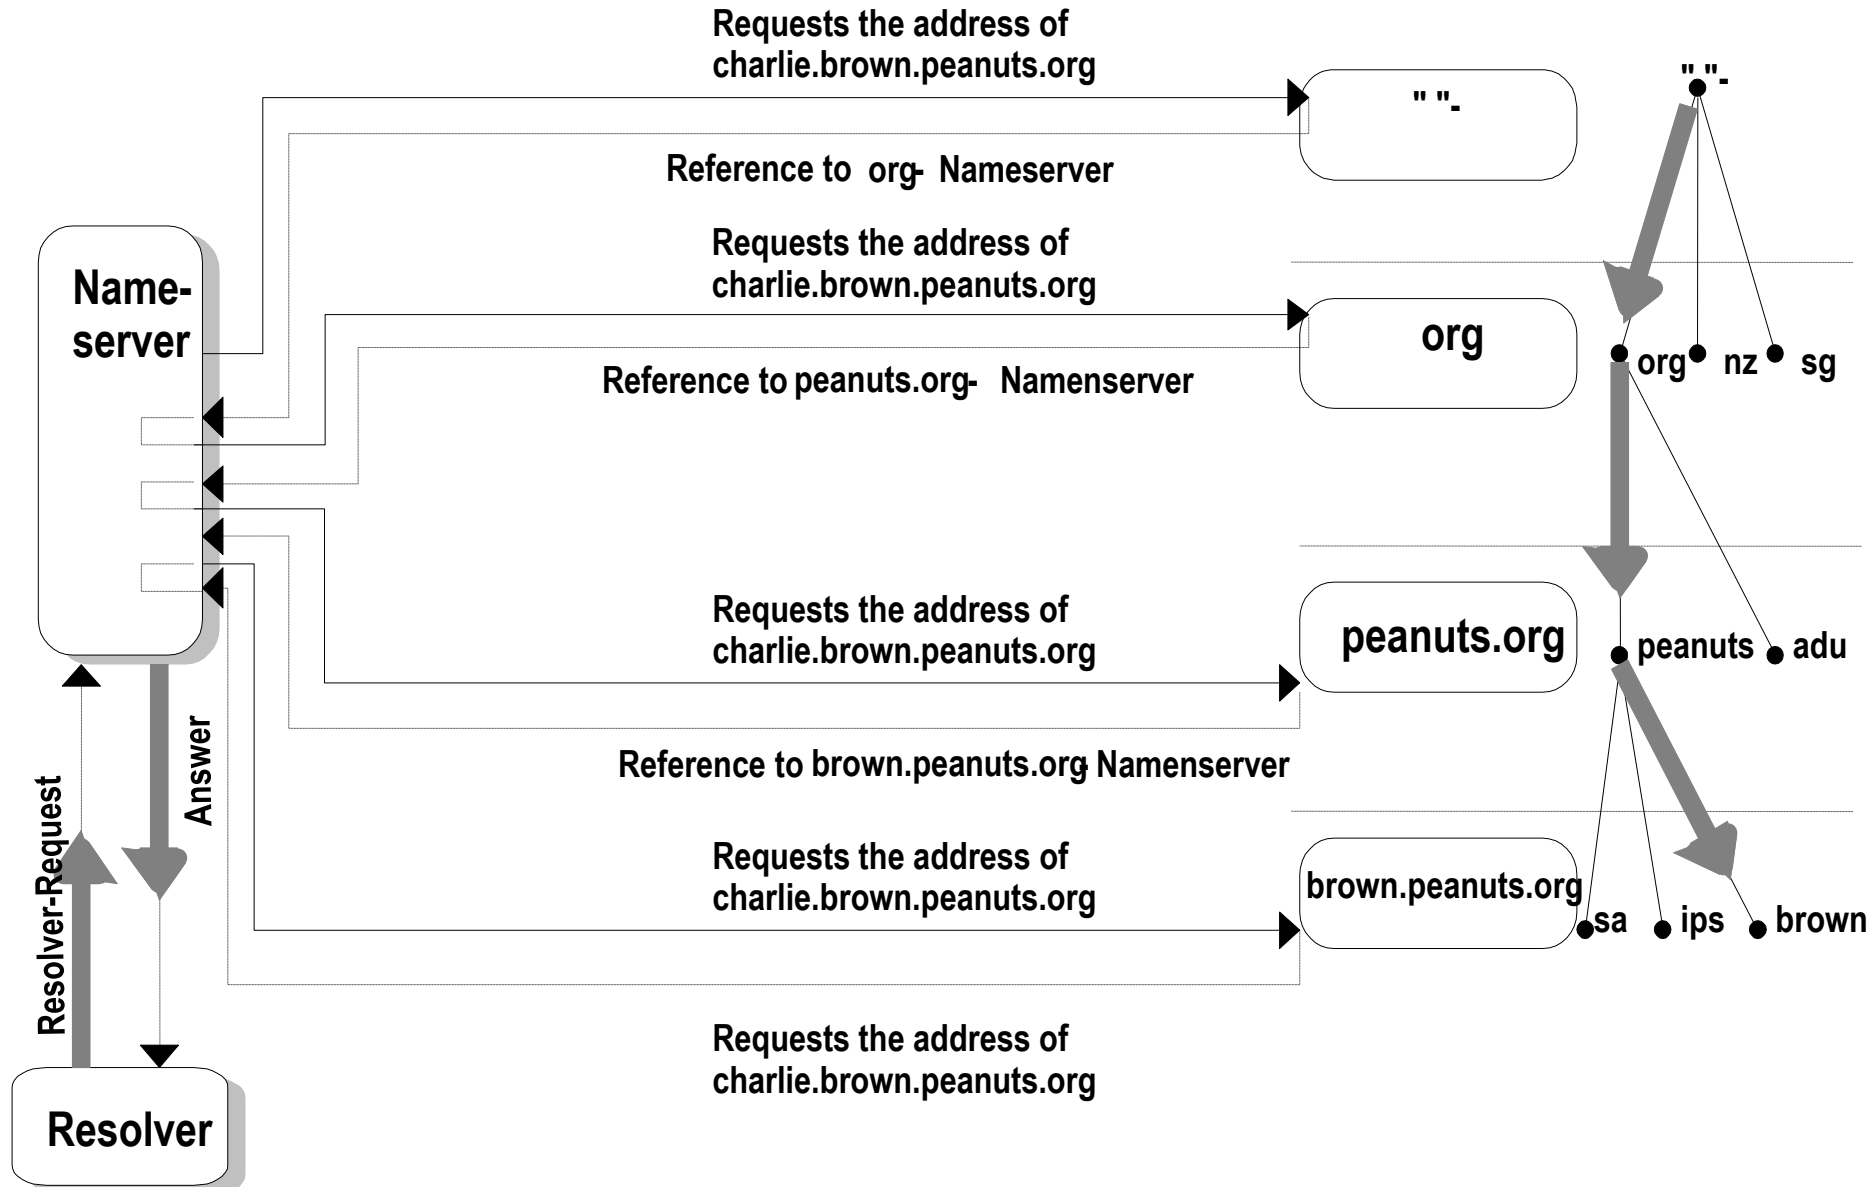 Requests the address of
charlie.brown.peanuts.org
" "-
" "-
Reference to org- Nameserver
Requests the address of
charlie.brown.peanuts.org
Name-
server
org
org nz sg
Reference to peanuts.org- Namenserver
Requests the address of
charlie.brown.peanuts.org
peanuts.org
peanuts adu
Answer
Reference to brown.peanuts.org- Namenserver
Resolver-Request
Requests the address of
charlie.brown.peanuts.org
brown.peanuts.org
sa ips brown
Requests the address of
charlie.brown.peanuts.org
Resolver